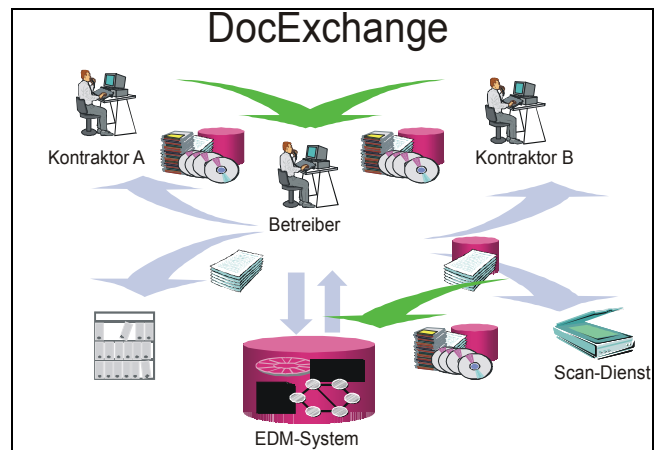 DocExchange
Kontraktor A
Kontraktor B
Betreiber
Scan-Dienst
EDM-System